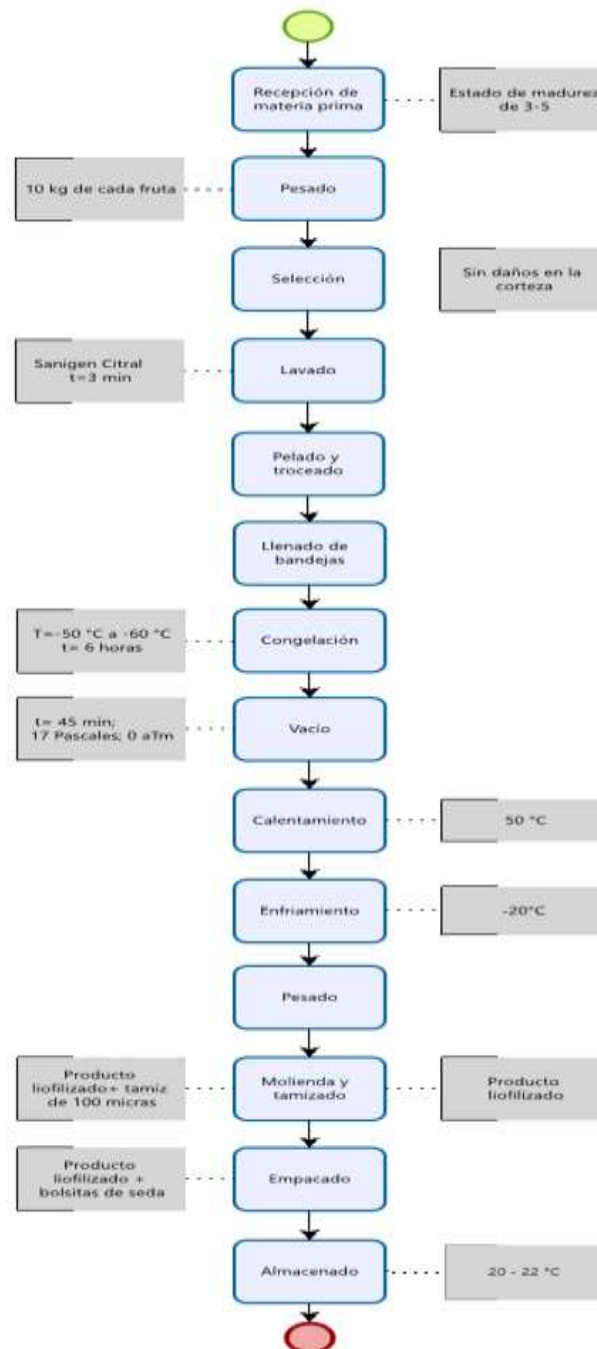 Recepción de
materia prima
Estado de madurez
de 3-5
10 kg de cada fruta
Pesado
Selección
Sin daños en la
corteza
Sanigen Citral
t=3 min
Lavado
Pelado y
troceado
Llenado de
bandejas
T=-50 °C a -60 °C
t= 6 horas
Congelación
t= 45 min;
17 Pascales; 0 aTm
Vacío
Calentamiento
50 °C
Enfriamiento
-20°C
Pesado
Producto
liofilizado+ tamiz
de 100 micras
Molienda y
tamizado
Producto
liofilizado
Producto
liofilizado +
bolsitas de seda
Empacado
Almacenado
20 - 22 °C